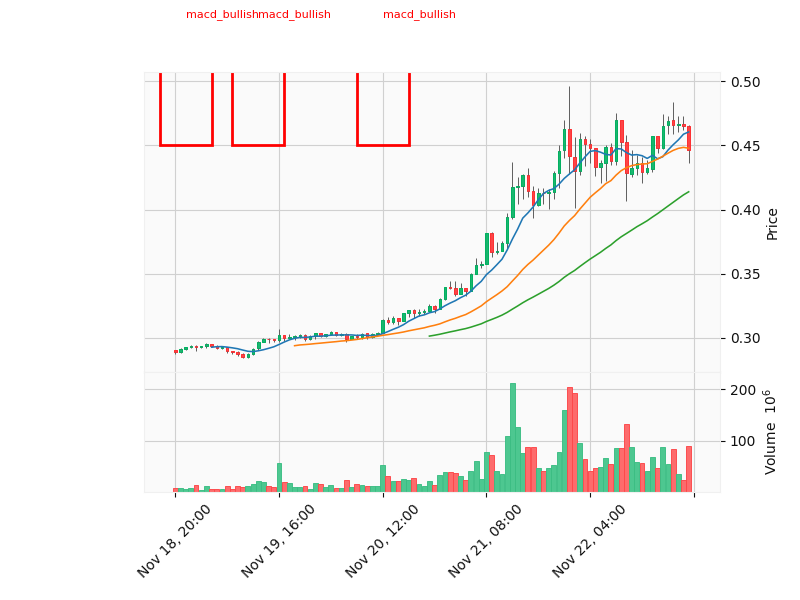 macd_bullish macd_bullish macd_bullish
0.50
0.45
0.40
0.35
0.30
Price
200
100
Volume 10^6
Nov 18, 20:00
Nov 19, 16:00
Nov 20, 12:00
Nov 21, 08:00
Nov 22, 04:00